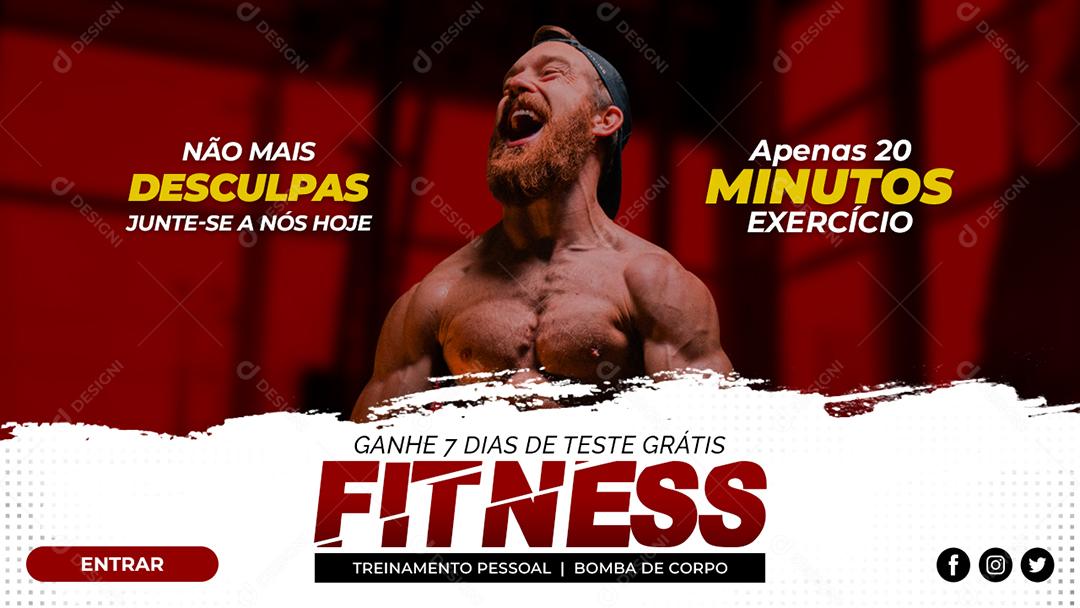 NÃO MAIS
DESCULPAS
JUNTE-SE A NÓS HOJE
Apenas 20
MINUTOS
EXERCÍCIO
GANHE 7 DIAS DE TESTE GRÁTIS
FITNESS
TREINAMENTO PESSOAL | BOMBA DE CORPO
ENTRAR
DESIGNI